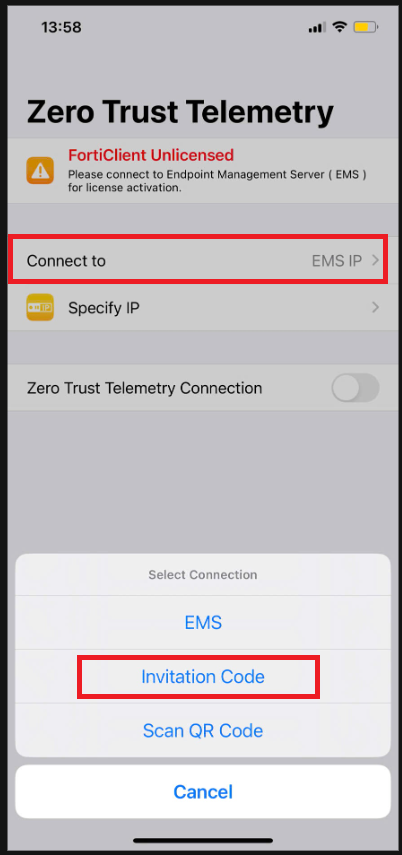 13:58
Zero Trust Telemetry
FortiClient Unlicensed
Please connect to Endpoint Management Server ( EMS )
for license activation.
Connect to EMS IP
Specify IP
Zero Trust Telemetry Connection
Select Connection
EMS
Invitation Code
Scan QR Code
Cancel